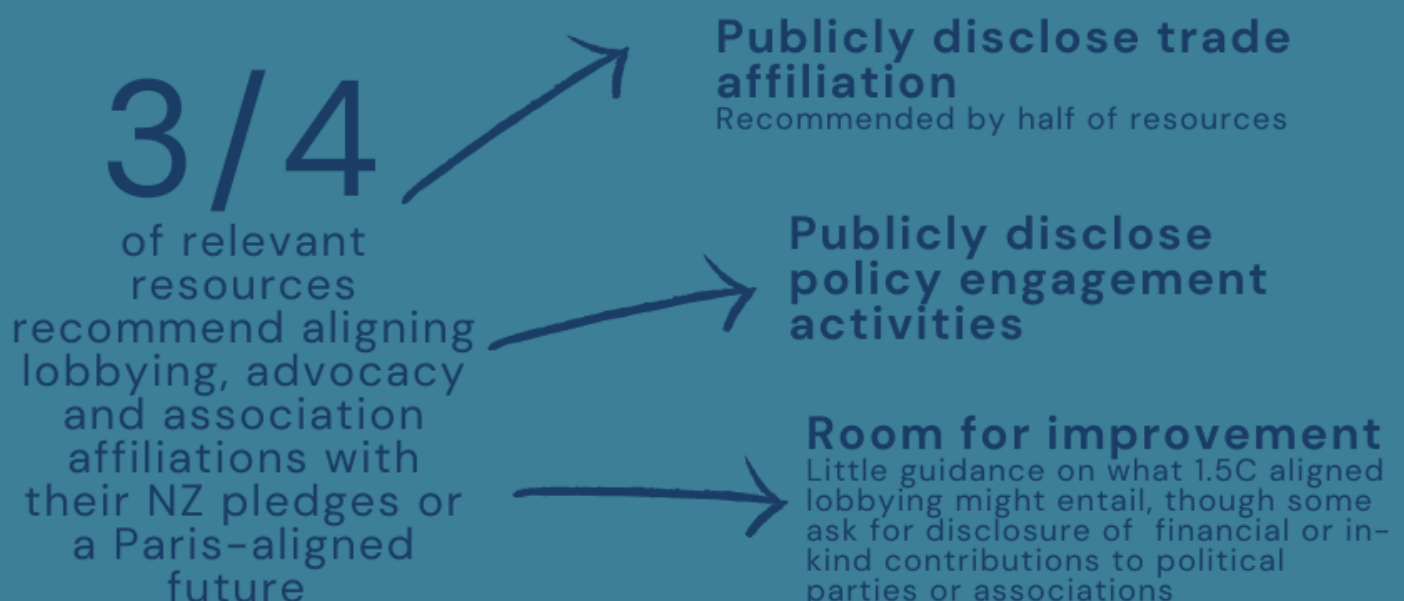 3/4
of relevant
resources
recommend aligning
lobbying, advocacy
and association
affiliations with
their NZ pledges or
a Paris-aligned
future
Publicly disclose trade
affiliation
Recommended by half of resources
Publicly disclose
policy engagement
activities
Room for improvement
Little guidance on what 1.5C aligned
lobbying might entail, though some
ask for disclosure of  financial or in-
kind contributions to political
parties or associations